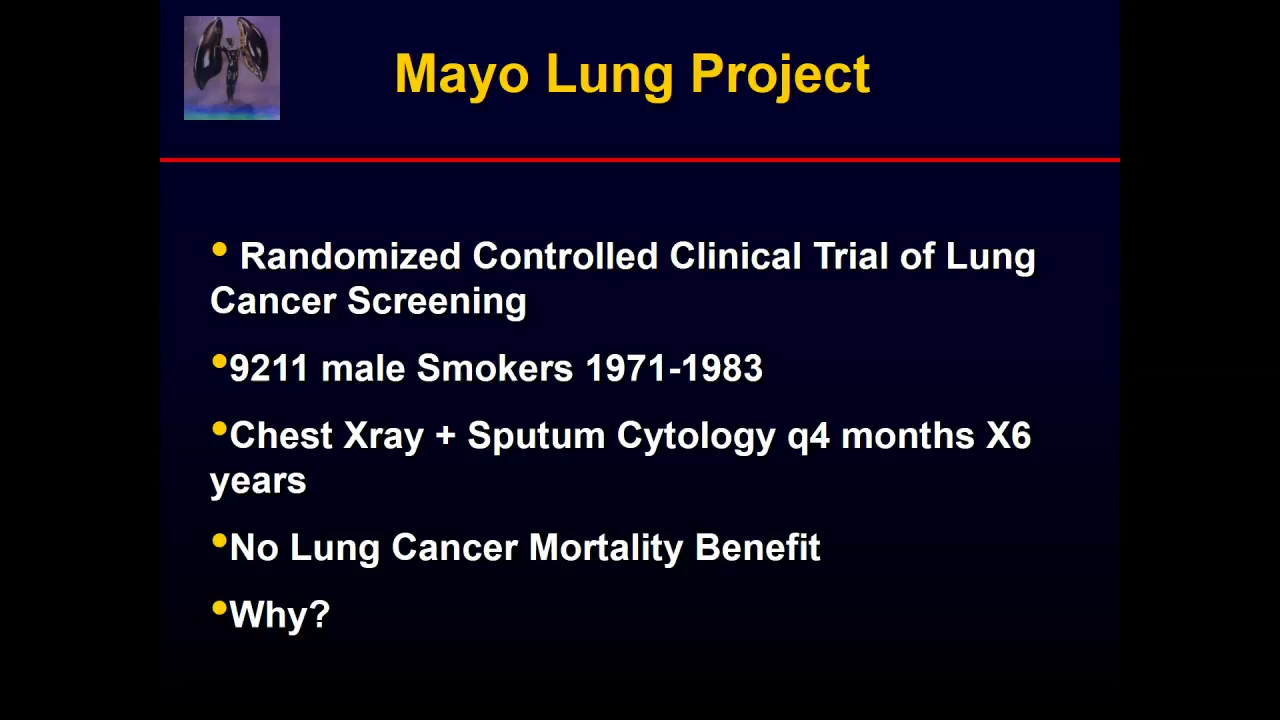 Mayo Lung Project
• Randomized Controlled Clinical Trial of Lung
Cancer Screening
•9211 male Smokers 1971-1983
•Chest Xray + Sputum Cytology q4 months X6
years
•No Lung Cancer Mortality Benefit
•Why?